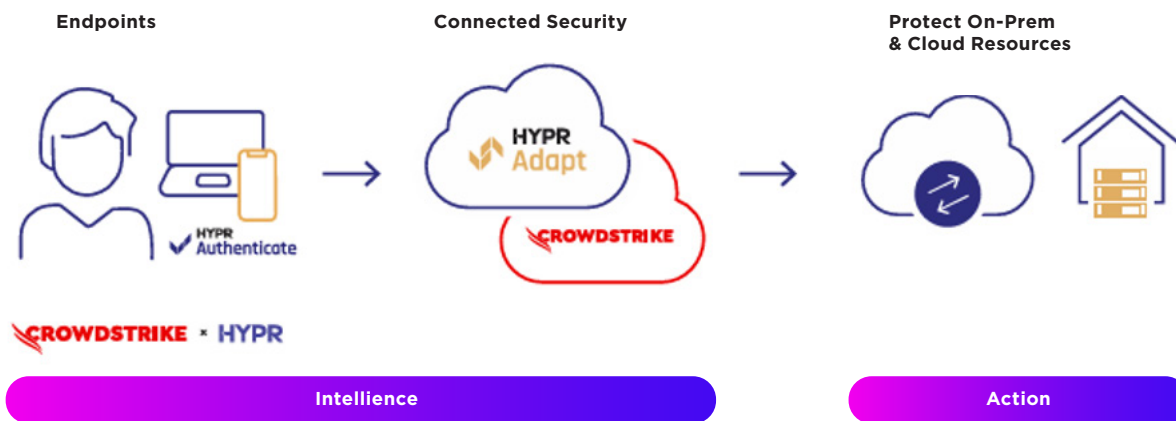 Endpoints
Connected Security
Protect On-Prem
& Cloud Resources
HYPR
Authenticate
HYPR
Adapt
CROWDSTRIKE
CROWDSTRIKE × HYPR
Intellience
Action